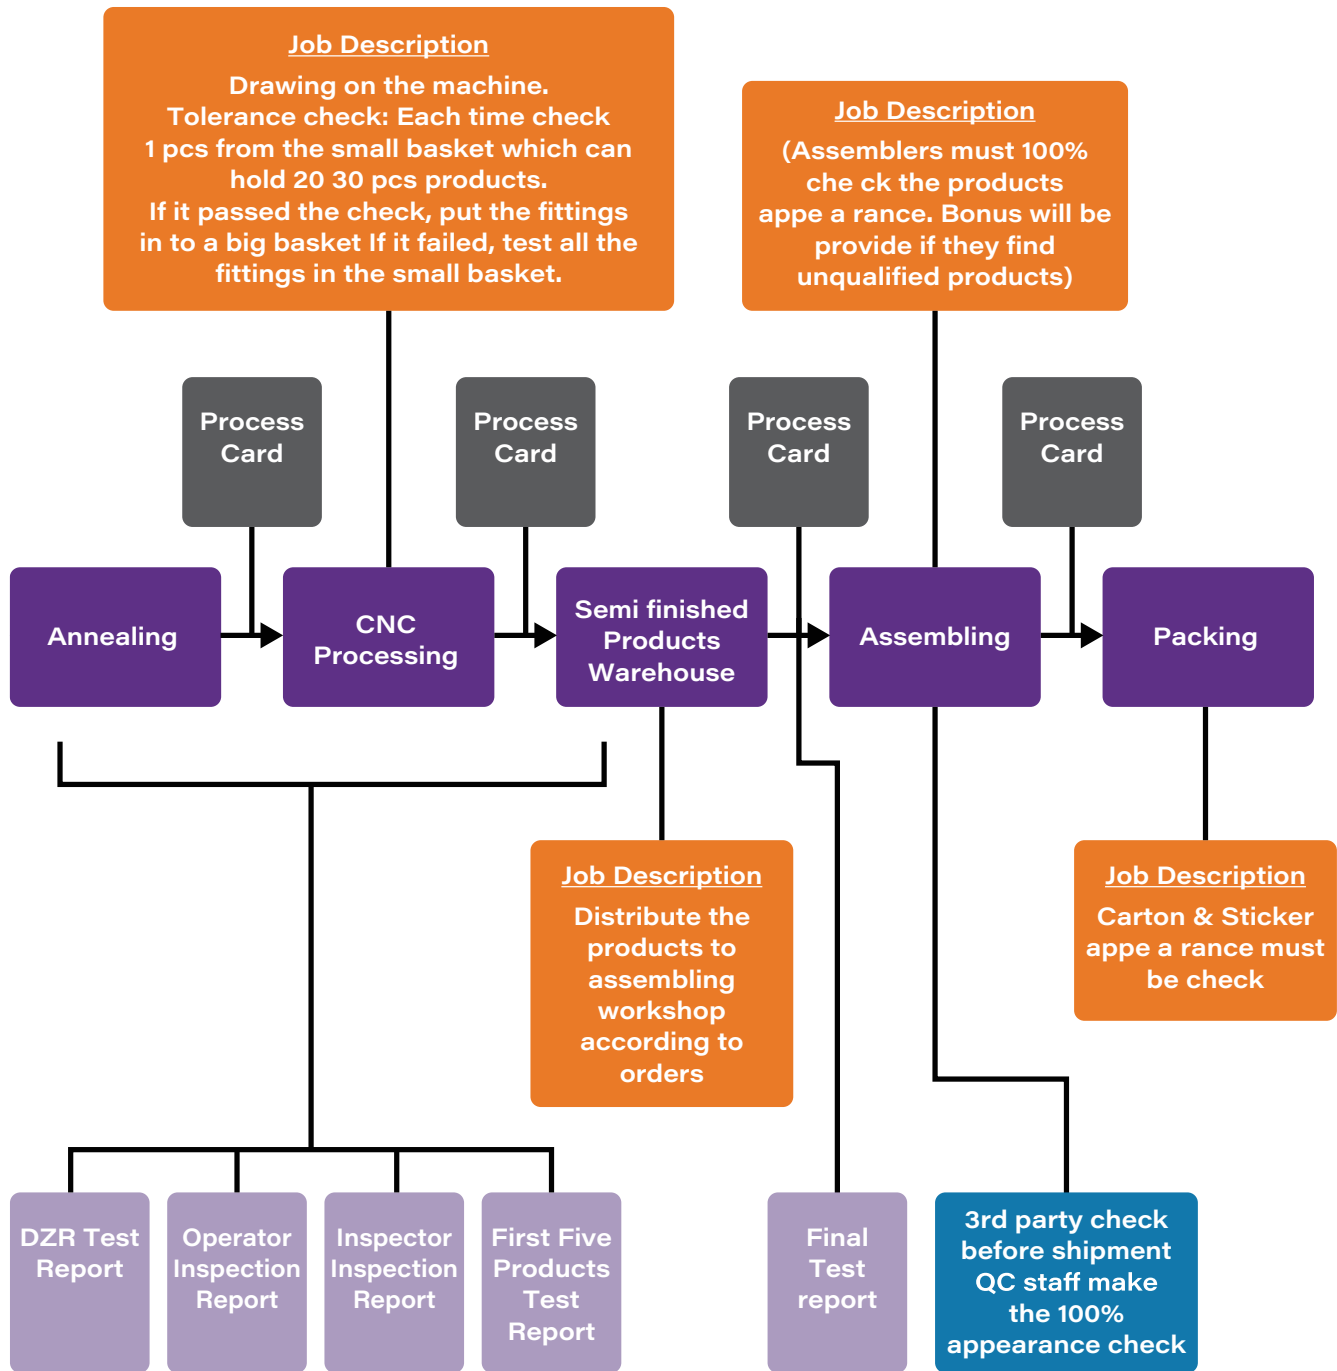 Job Description
Drawing on the machine.
Tolerance check: Each time check
1 pcs from the small basket which can
hold 20 30 pcs products.
If it passed the check, put the fittings
in to a big basket If it failed, test all the
fittings in the small basket.
Job Description
(Assemblers must 100%
che ck the products
appe a rance. Bonus will be
provide if they find
unqualified products)
Process
Card
Process
Card
Process
Card
Process
Card
Annealing
CNC
Processing
Semi finished
Products
Warehouse
Assembling
Packing
Job Description
Distribute the
products to
assembling
workshop
according to
orders
Job Description
Carton & Sticker
appe a rance must
be check
DZR Test
Report
Operator
Inspection
Report
Inspector
Inspection
Report
First Five
Products
Test
Report
Final
Test
report
3rd party check
before shipment
QC staff make
the 100%
appearance check